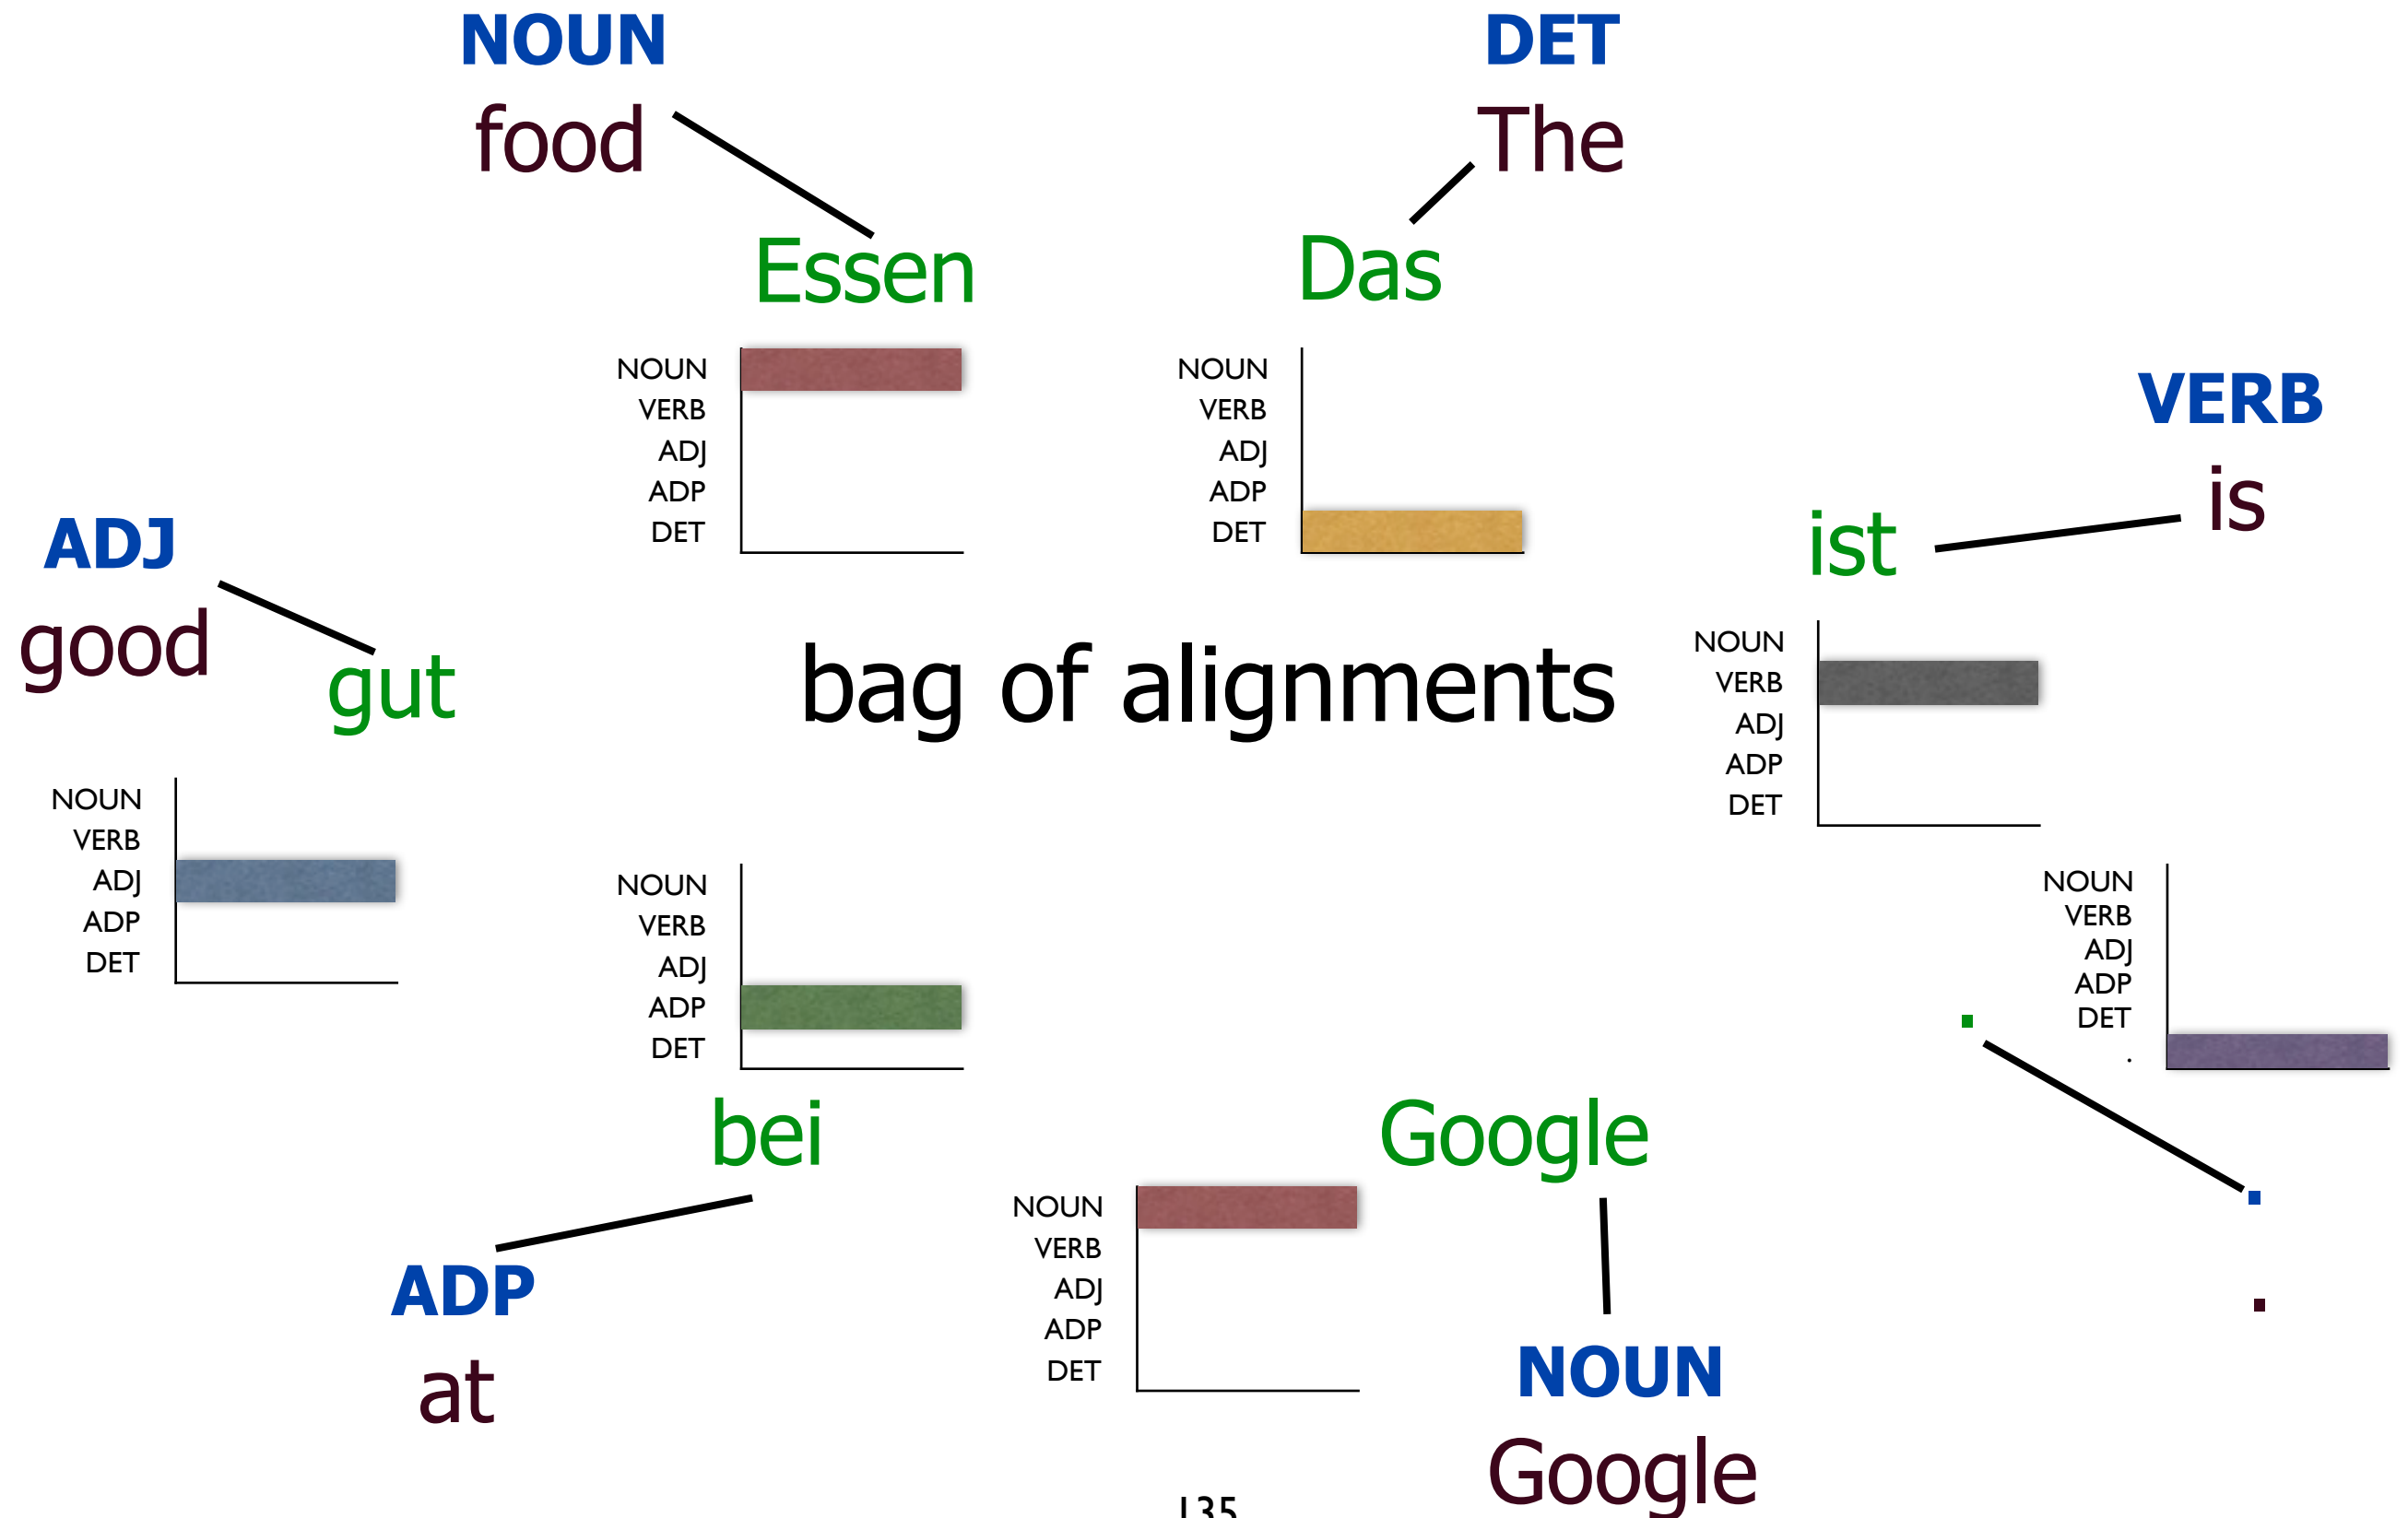 NOUN
food
DET
The
Essen
Das
NOUN
VERB
ADJ
ADP
DET
NOUN
VERB
ADJ
ADP
DET
VERB
is
ist
ADJ
good
gut
bag of alignments
NOUN
VERB
ADJ
ADP
DET
NOUN
VERB
ADJ
ADP
DET
NOUN
VERB
ADJ
ADP
DET
NOUN
VERB
ADJ
ADP
DET
.
.
.
.
bei
Google
ADP
at
NOUN
VERB
ADJ
ADP
DET
NOUN
Google
135